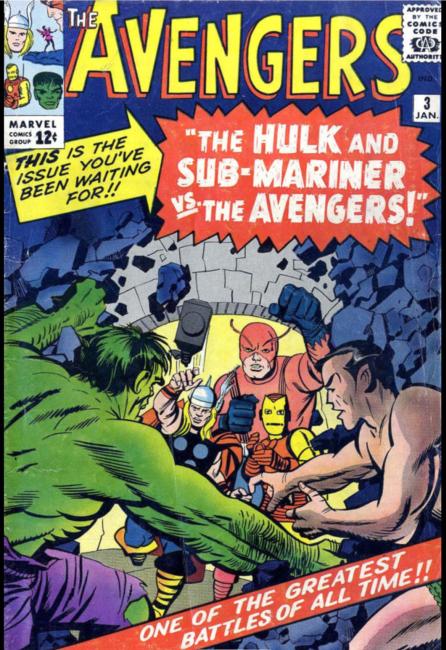 THE
AVENGERS
APPROVED
BY THE
COMICS
CODE
AUTHORITY
IND.
3
JAN.
MARVEL
COMICS
GROUP 12¢
THIS IS THE
ISSUE YOU'VE
BEEN WAITING
FOR!!
"THE HULK AND
SUB-MARINER
VS. THE AVENGERS!"
ONE OF THE GREATEST
BATTLES OF ALL TIME!!